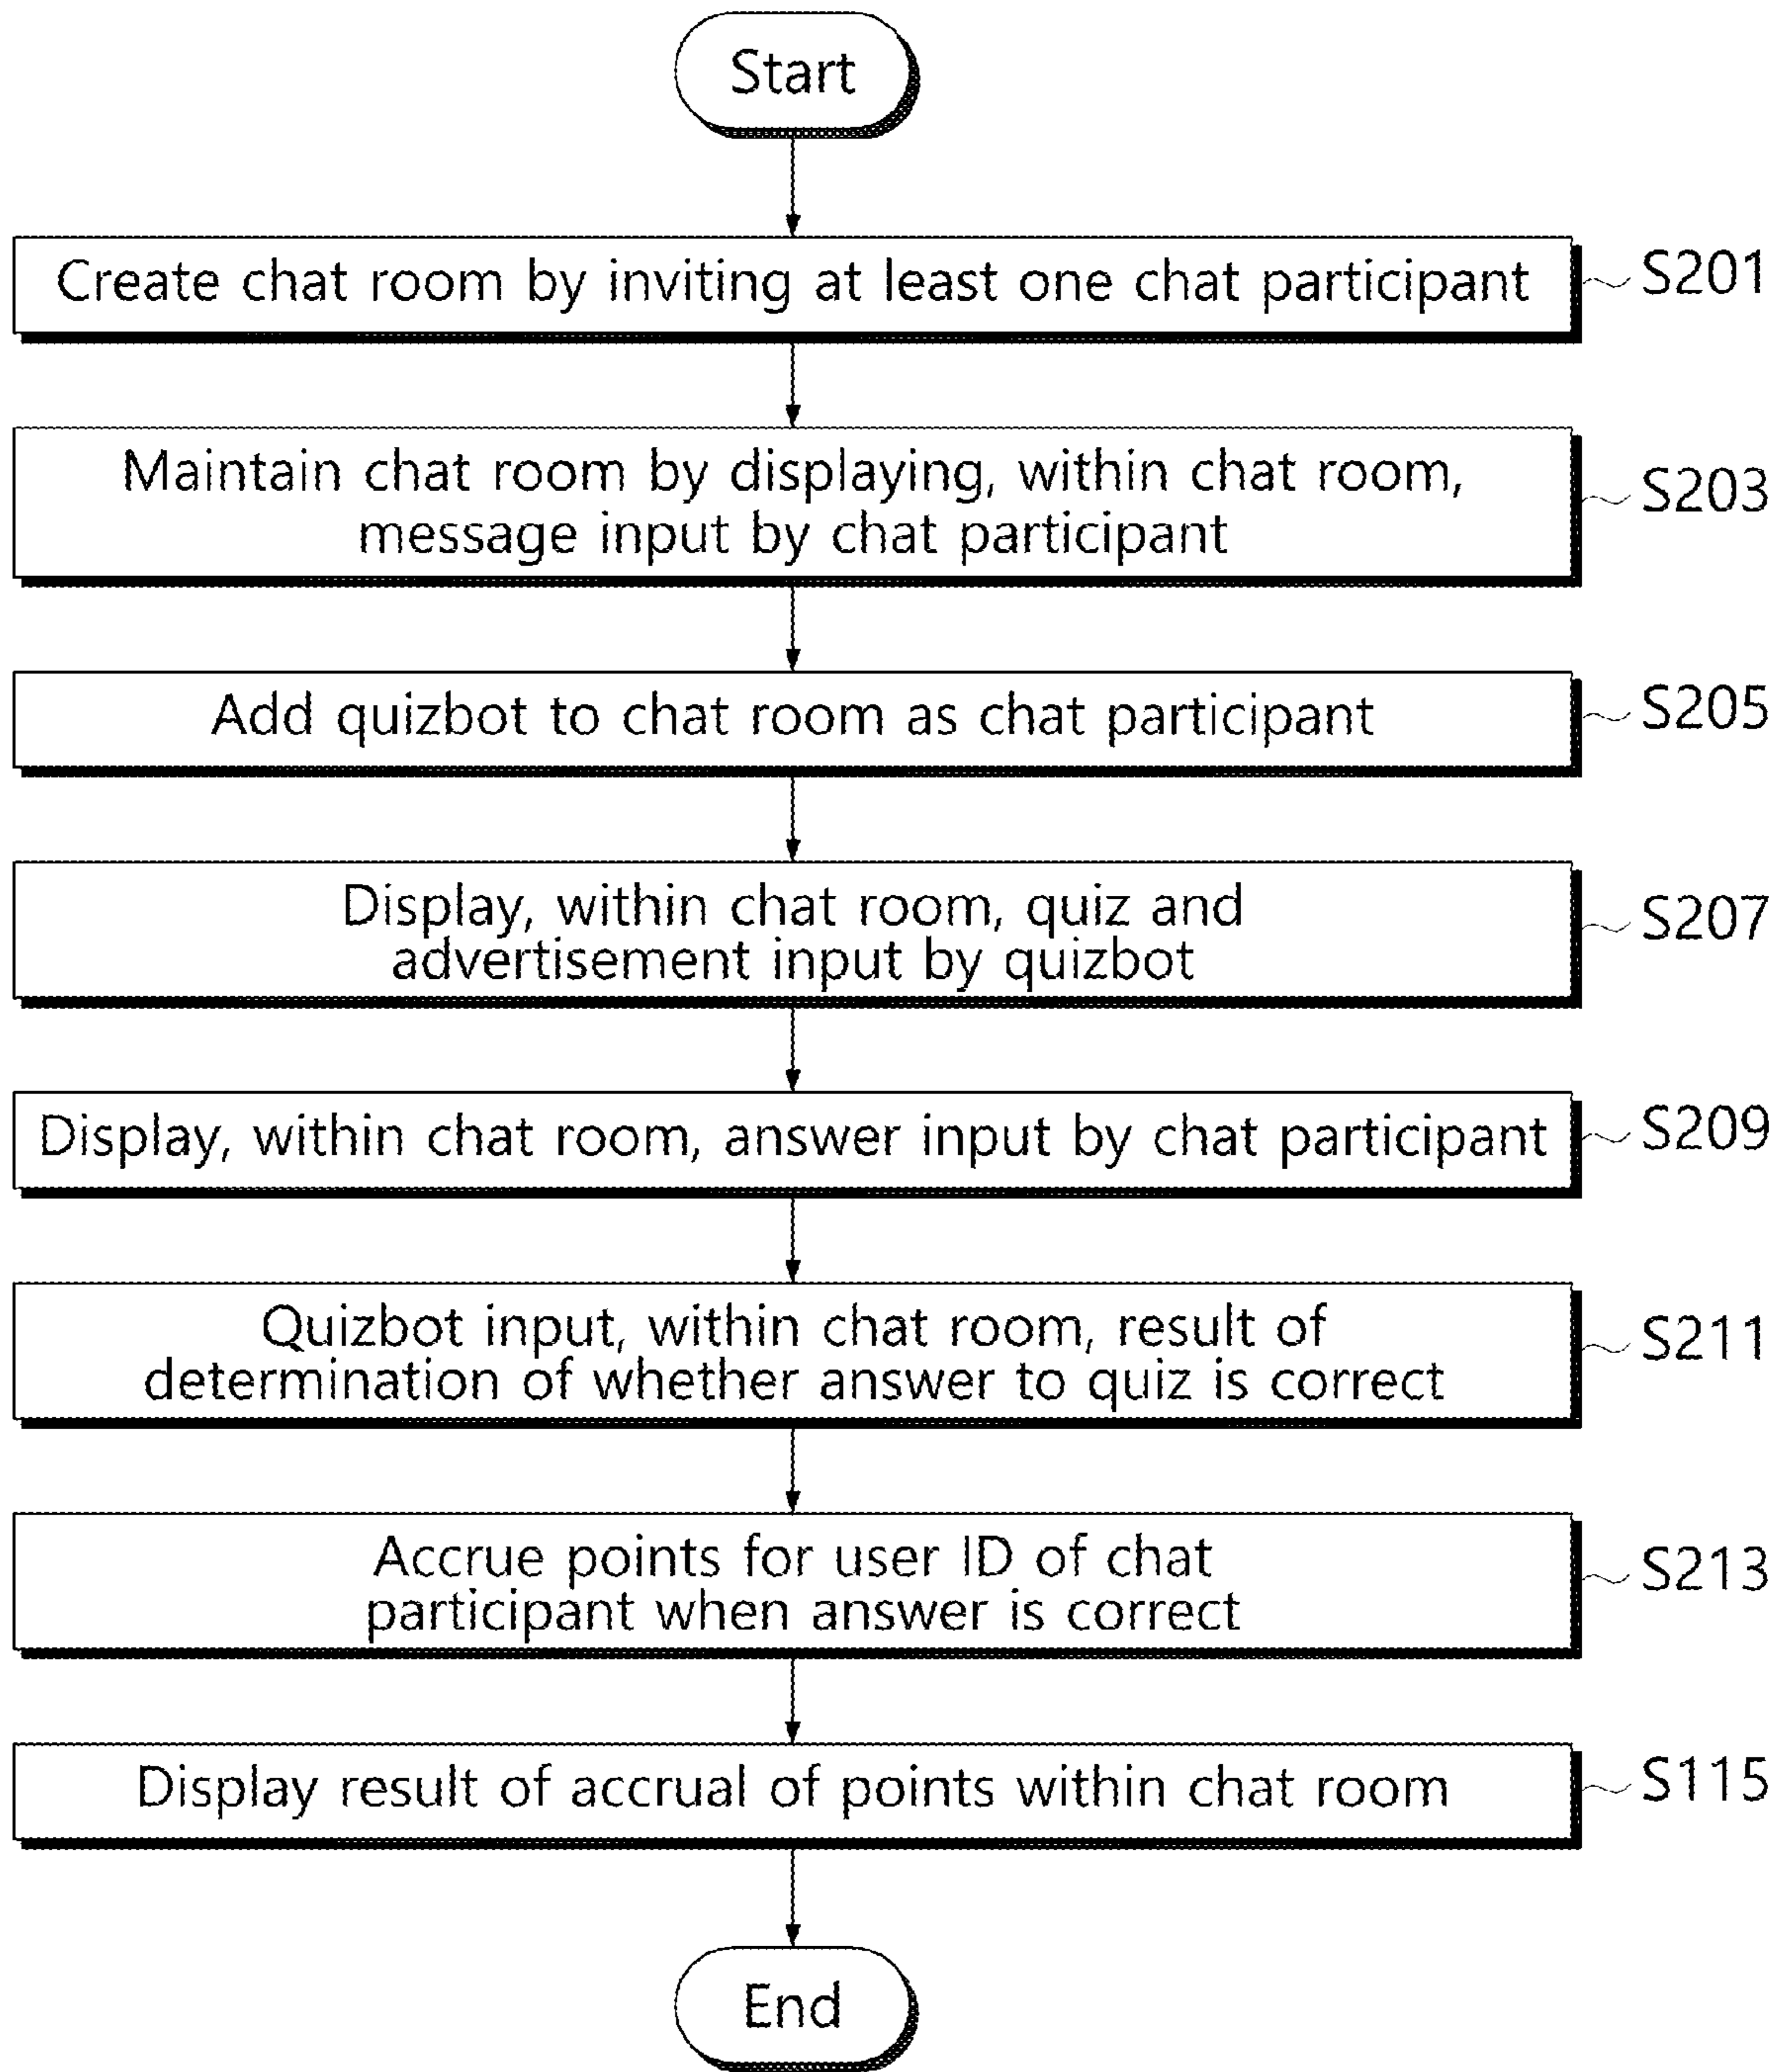 Start
Create chat room by inviting at least one chat participant
S201
Maintain chat room by displaying, within chat room,
message input by chat participant
S203
Add quizbot to chat room as chat participant
S205
Display, within chat room, quiz and
advertisement input by quizbot
S207
Display, within chat room, answer input by chat participant
S209
Quizbot input, within chat room, result of
determination of whether answer to quiz is correct
S211
Accrue points for user ID of chat
participant when answer is correct
S213
Display result of accrual of points within chat room
S115
End